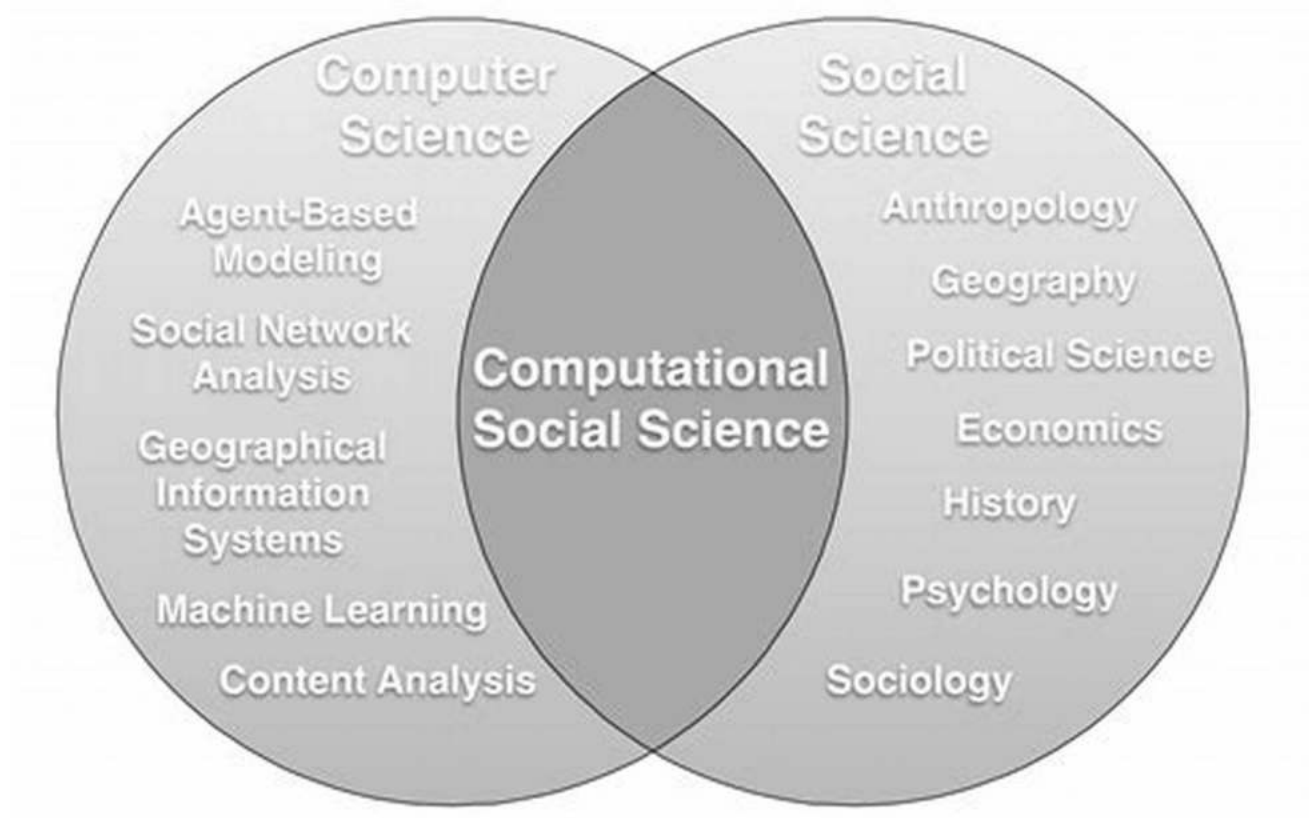 Computer
Science
Agent-Based
Modeling
Social Network
Analysis
Geographical
Information
Systems
Machine Learning
Content Analysis
Computational
Social Science
Social
Science
Anthropology
Geography
Political Science
Economics
History
Psychology
Sociology